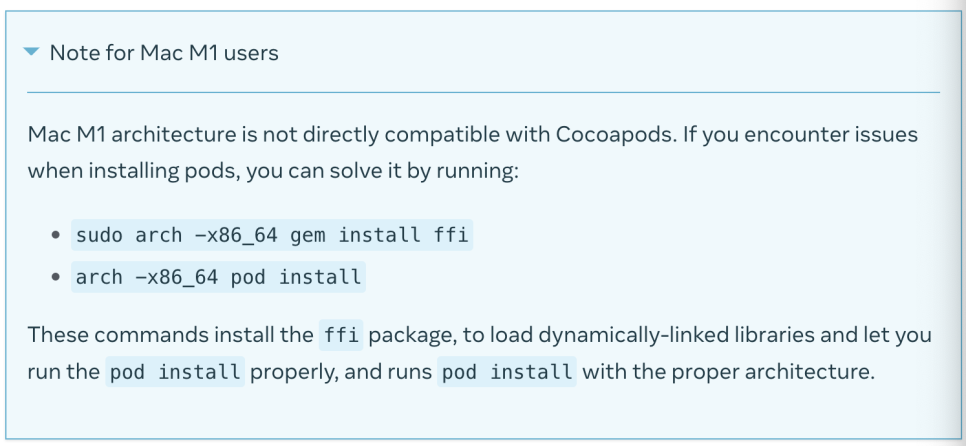 Note for Mac M1 users
Mac M1 architecture is not directly compatible with Cocoapods. If you encounter issues
when installing pods, you can solve it by running:
sudo arch -x86_64 gem install ffi
arch -x86_64 pod install
These commands install the ffi package, to load dynamically-linked libraries and let you
run the pod install properly, and runs pod install with the proper architecture.